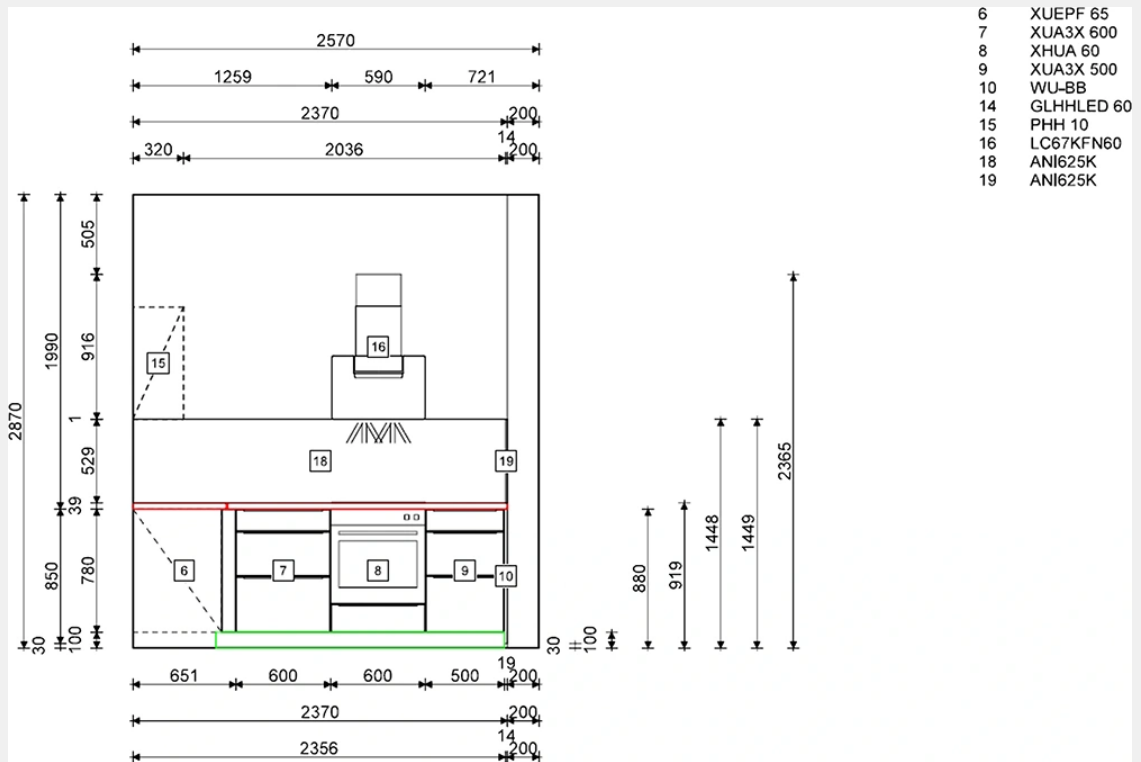 6 XUEPF 65
7 XUA3X 600
8 XHUA 60
9 XUA3X 500
10 WU-BB
14 GLHHLED 60
15 PHH 10
16 LC67KFN60
18 ANI625K
19 ANI625K
2570
1259 590 721
2370 200
14
320 2036 200
505
916
1990
2870
1
529
39
780
850
100
30
15
16
18
19
6
7
8
9
10
2365
1448
1449
919
880
30
100
19
651 600 600 500 200
2370 200
14
2356 200